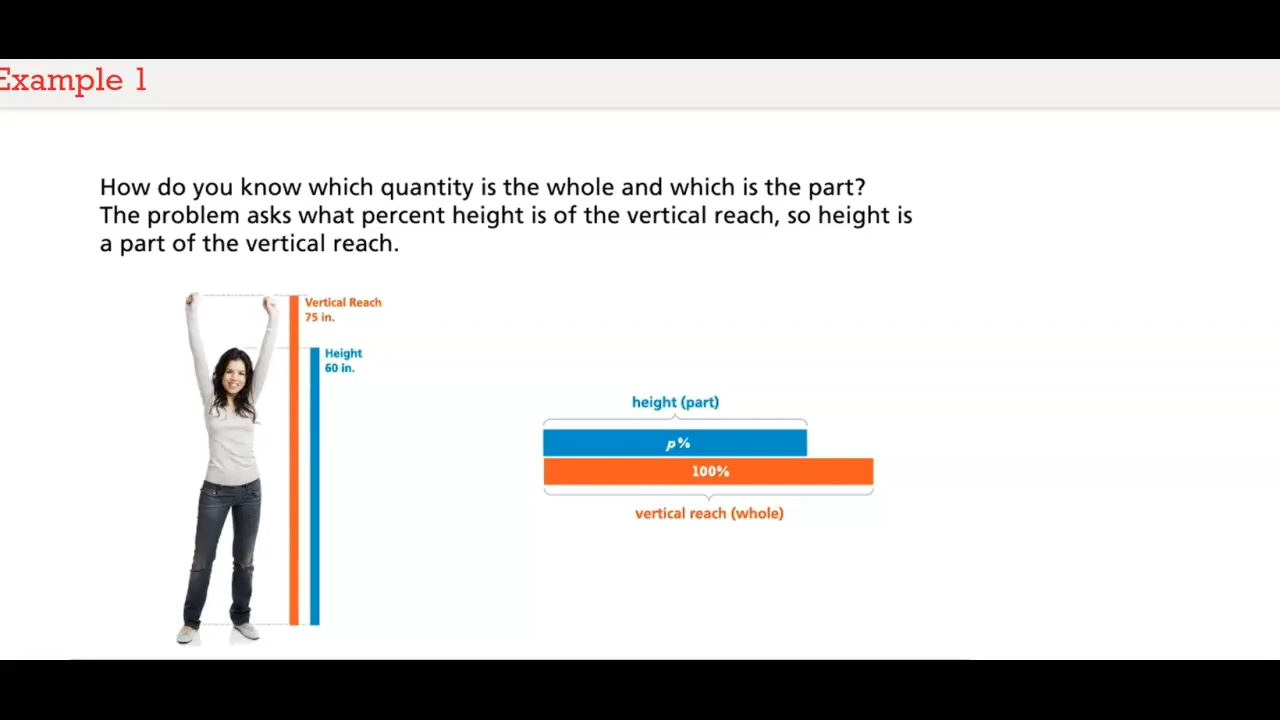 Example 1
How do you know which quantity is the whole and which is the part?
The problem asks what percent height is of the vertical reach, so height is
a part of the vertical reach.
Vertical Reach
75 in.
Height
60 in.
height (part)
p%
100%
vertical reach (whole)